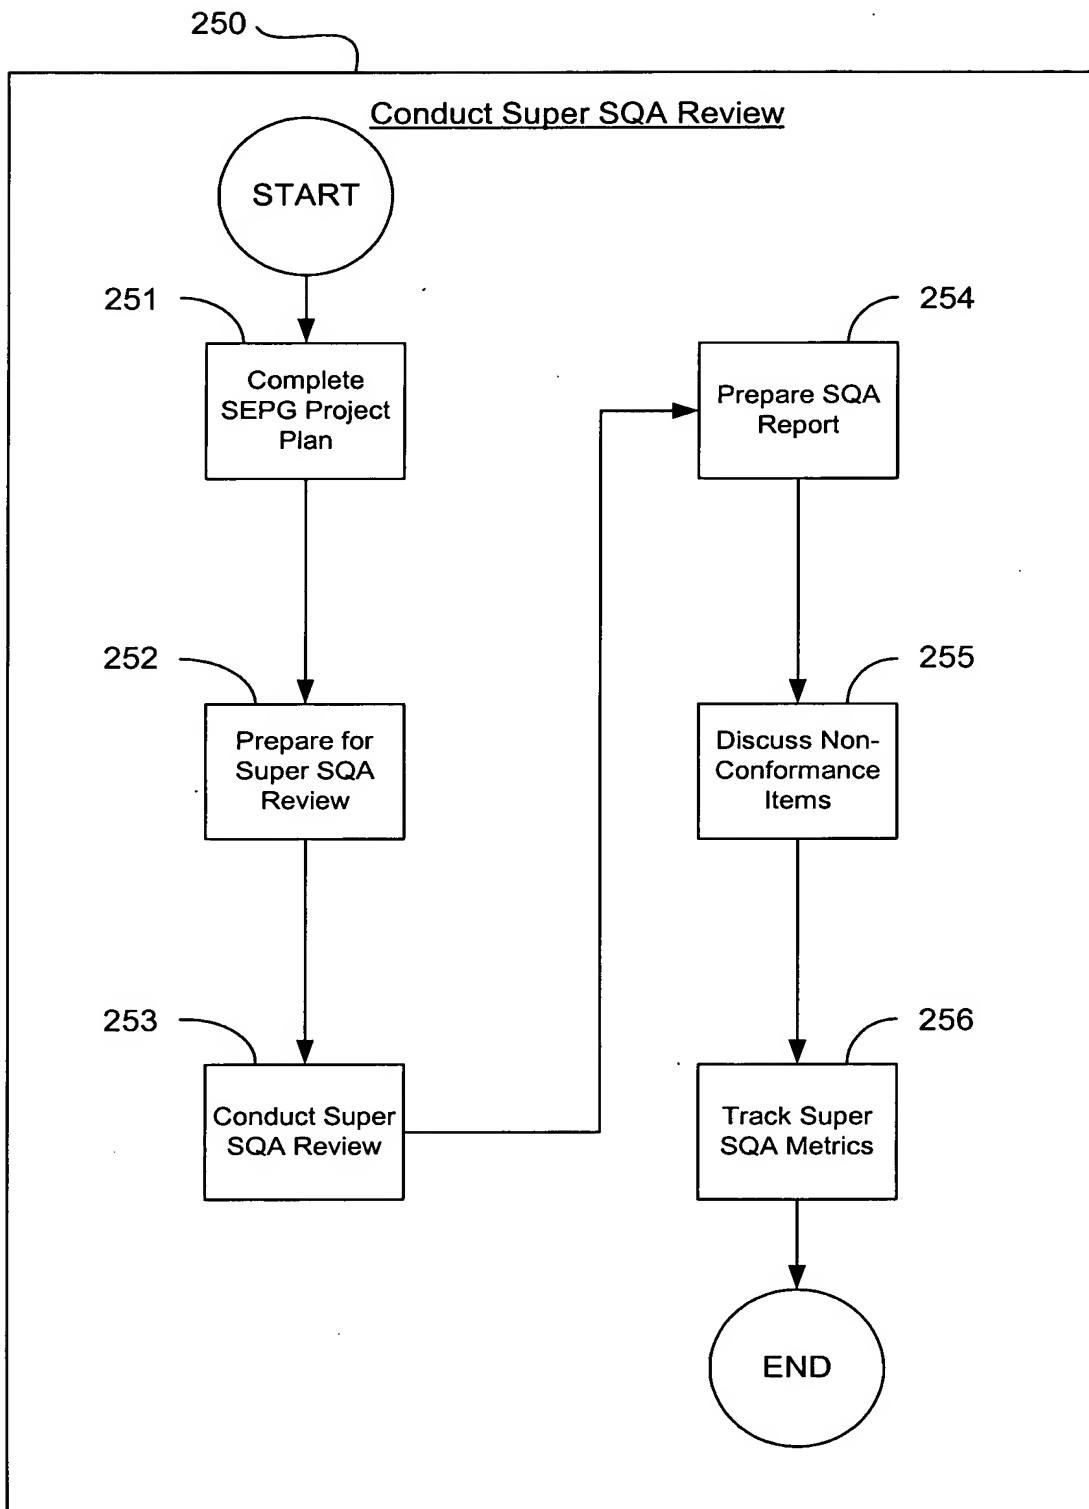 250
Conduct Super SQA Review
START
251
Complete
SEPG Project
Plan
252
Prepare for
Super SQA
Review
253
Conduct Super
SQA Review
254
Prepare SQA
Report
255
Discuss Non-
Conformance
Items
256
Track Super
SQA Metrics
END